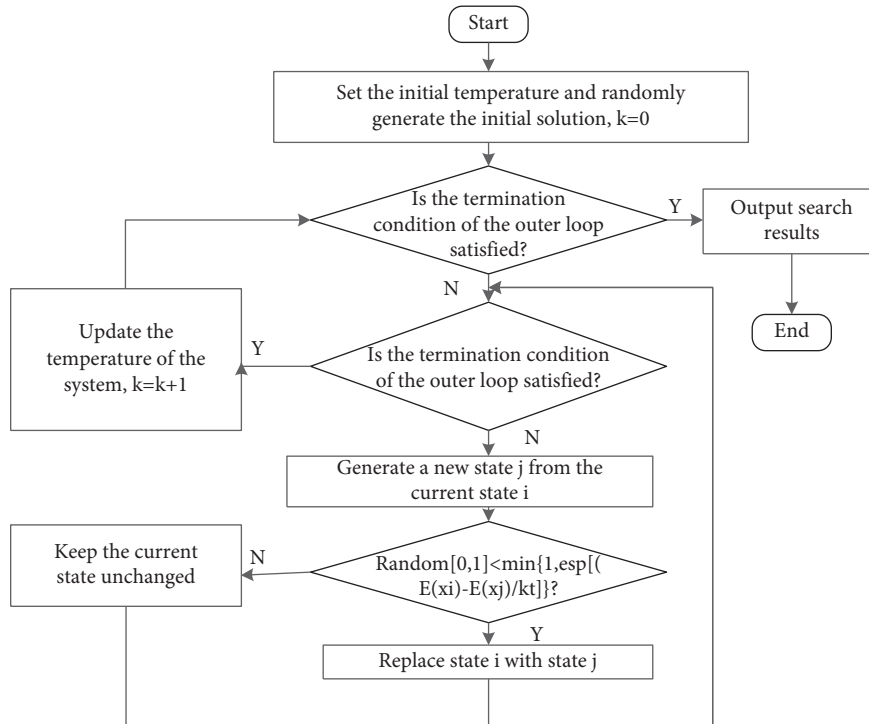 Start
Set the initial temperature and randomly
generate the initial solution, k=0
Is the termination
condition of the outer loop
satisfied?
Y
Output search
results
N
End
Update the
temperature of the
system, k=k+1
Y
Is the termination condition
of the outer loop satisfied?
N
Generate a new state j from the
current state i
Keep the current
state unchanged
N
Random[0,1]<min{1,esp[(
E(xi)-E(xj)/kt]}?
Y
Replace state i with state j